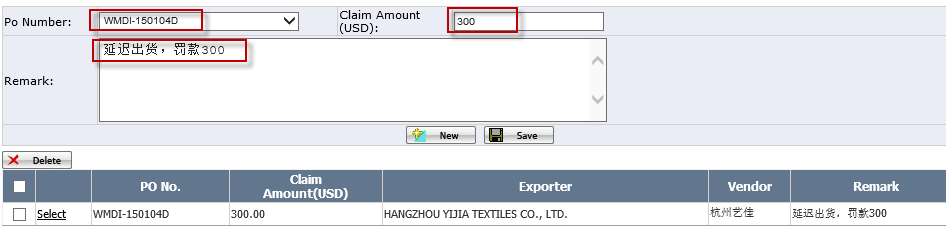 Po Number: WMDI-150104D Claim Amount (USD): 300
Remark: 延迟出货，罚款300
New Save
Delete
PO No. Claim Amount(USD) Exporter Vendor Remark
Select WMDI-150104D 300.00 HANGZHOU YIJIA TEXTILES CO., LTD. 杭州艺佳 延迟出货，罚款300